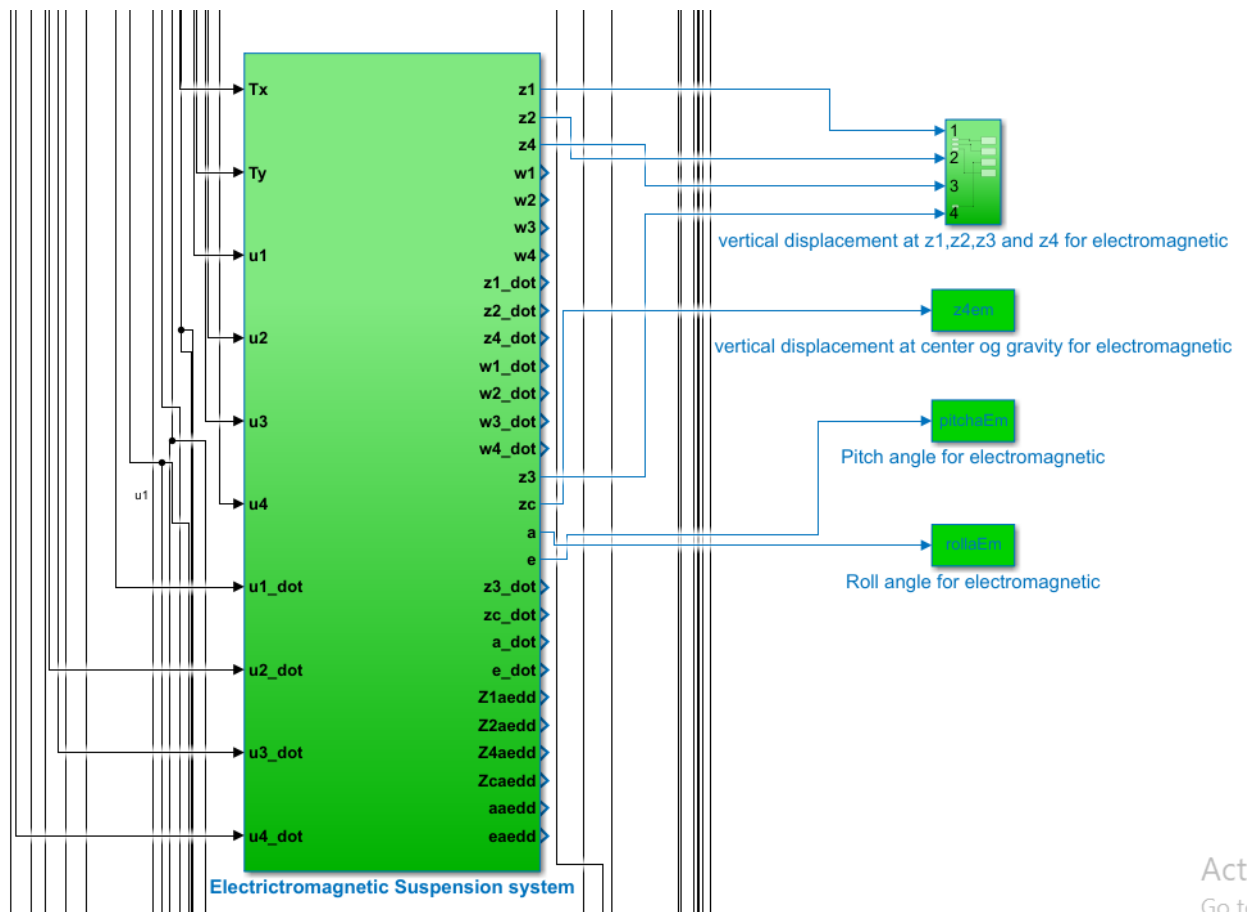 Tx
Ty
u1
u2
u3
u4
u1_dot
u2_dot
u3_dot
u4_dot
u1
z1
z2
z4
w1
w2
w3
w4
z1_dot
z2_dot
z4_dot
w1_dot
w2_dot
w3_dot
w4_dot
z3
zc
a
e
z3_dot
zc_dot
a_dot
e_dot
Z1aedd
Z2aedd
Z4aedd
Zcaedd
aaedd
eaedd
Electrictromagnetic Suspension system
1
2
3
4
vertical displacement at z1,z2,z3 and z4 for electromagnetic
z4em
vertical displacement at center og gravity for electromagnetic
pitchaEm
Pitch angle for electromagnetic
rollaEm
Roll angle for electromagnetic
Act
Go to